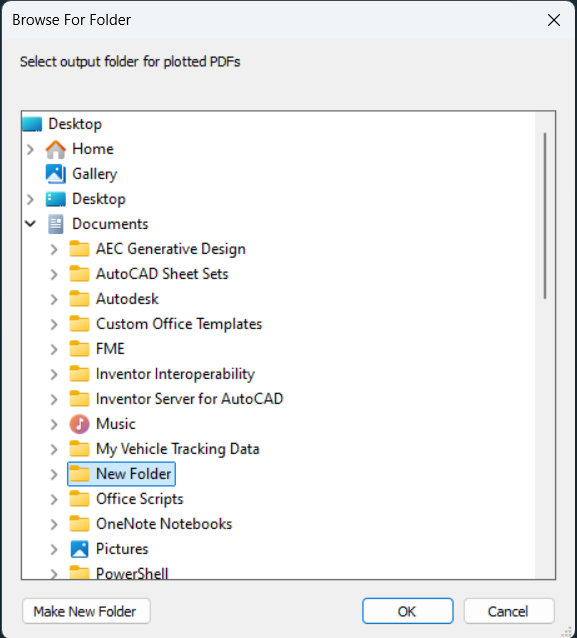 Browse For Folder
Select output folder for plotted PDFs
Desktop
Home
Gallery
Desktop
Documents
AEC Generative Design
AutoCAD Sheet Sets
Autodesk
Custom Office Templates
FME
Inventor Interoperability
Inventor Server for AutoCAD
Music
My Vehicle Tracking Data
New Folder
Office Scripts
OneNote Notebooks
Pictures
PowerShell
Make New Folder OK Cancel